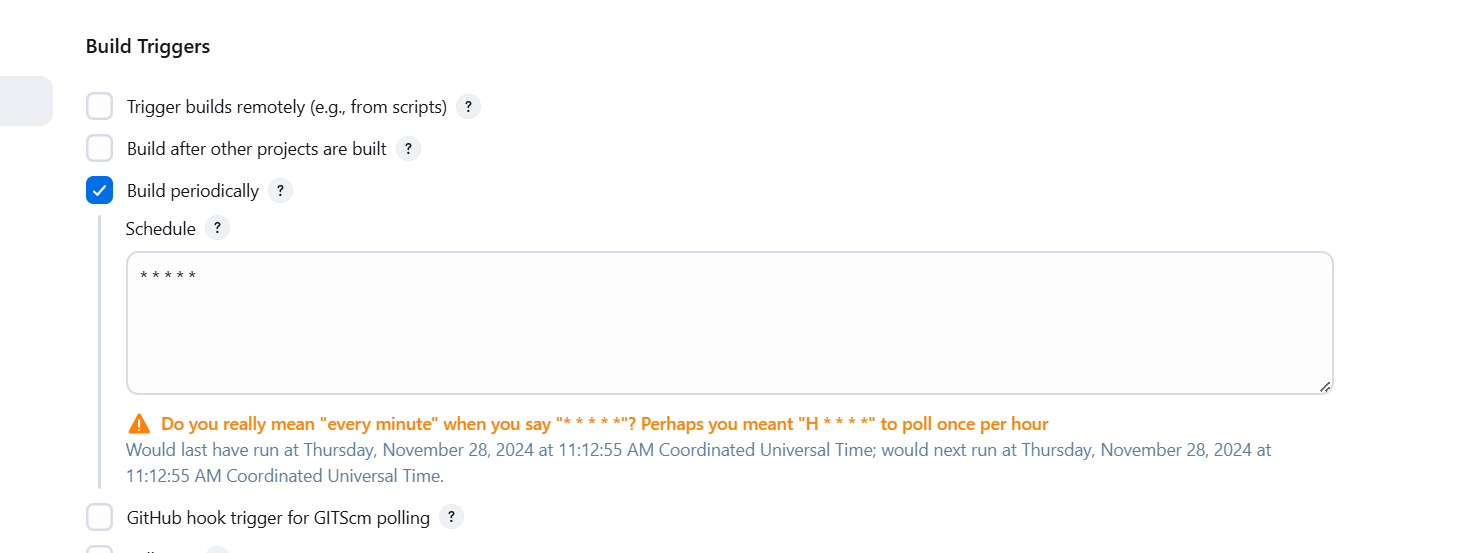 Build Triggers
Trigger builds remotely (e.g., from scripts) ?
Build after other projects are built ?
Build periodically ?
Schedule ?
* * * * *
Do you really mean "every minute" when you say "* * * * *"? Perhaps you meant "H * * * *" to poll once per hour
Would last have run at Thursday, November 28, 2024 at 11:12:55 AM Coordinated Universal Time; would next run at Thursday, November 28, 2024 at
11:12:55 AM Coordinated Universal Time.
GitHub hook trigger for GITScm polling ?